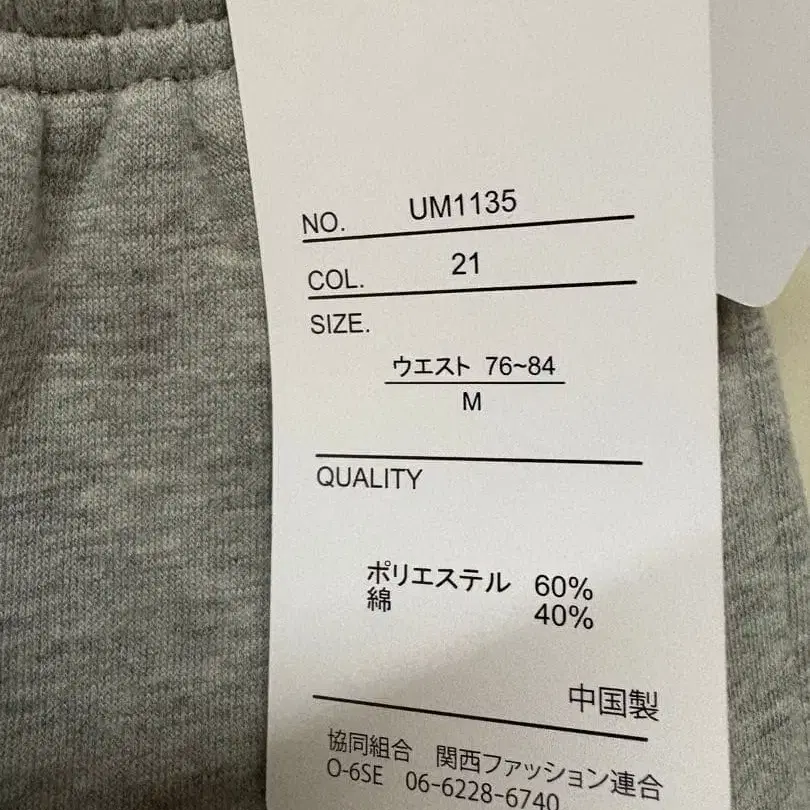 NO. UM1135
COL. 21
SIZE.
ウエスト 76~84
M
QUALITY
ポリエステル 60%
綿 40%
中国製
協同組合 関西ファッション連合
O-6SE 06-6228-6740